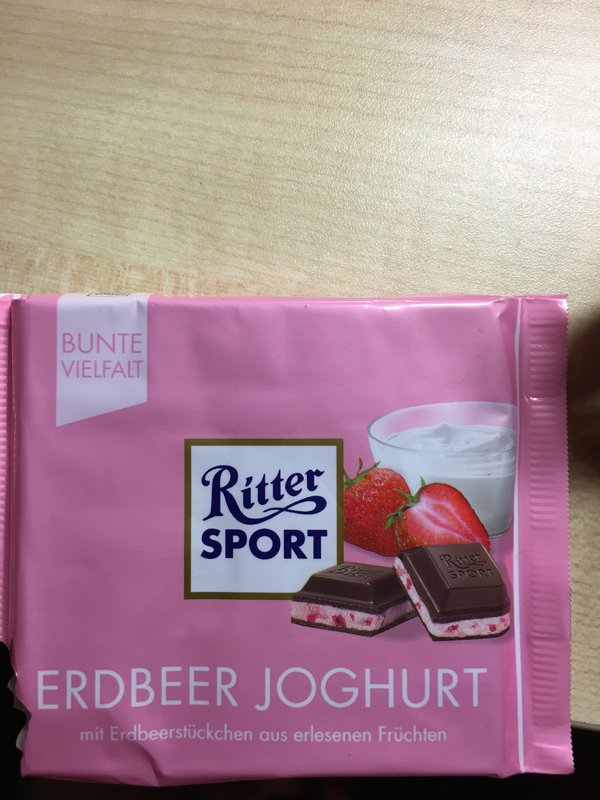 BUNTE
VIELFALT
Ritter
SPORT
Ritter
SPORT
ERDBEER JOGHURT
mit Erdbeerstückchen aus erlesenen Früchten